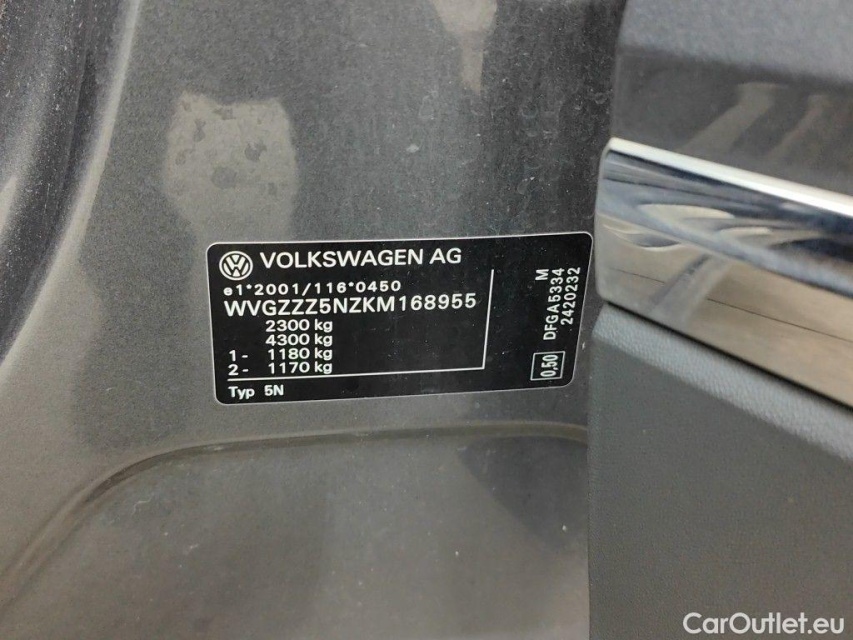 VOLKSWAGEN AG
e1*2001/116*0450
WVGZZZ5NZKM168955
2300 kg
4300 kg
1- 1180 kg
2- 1170 kg
Typ 5N
M
DFGA5334
2420232
0,50
CarOutlet.eu